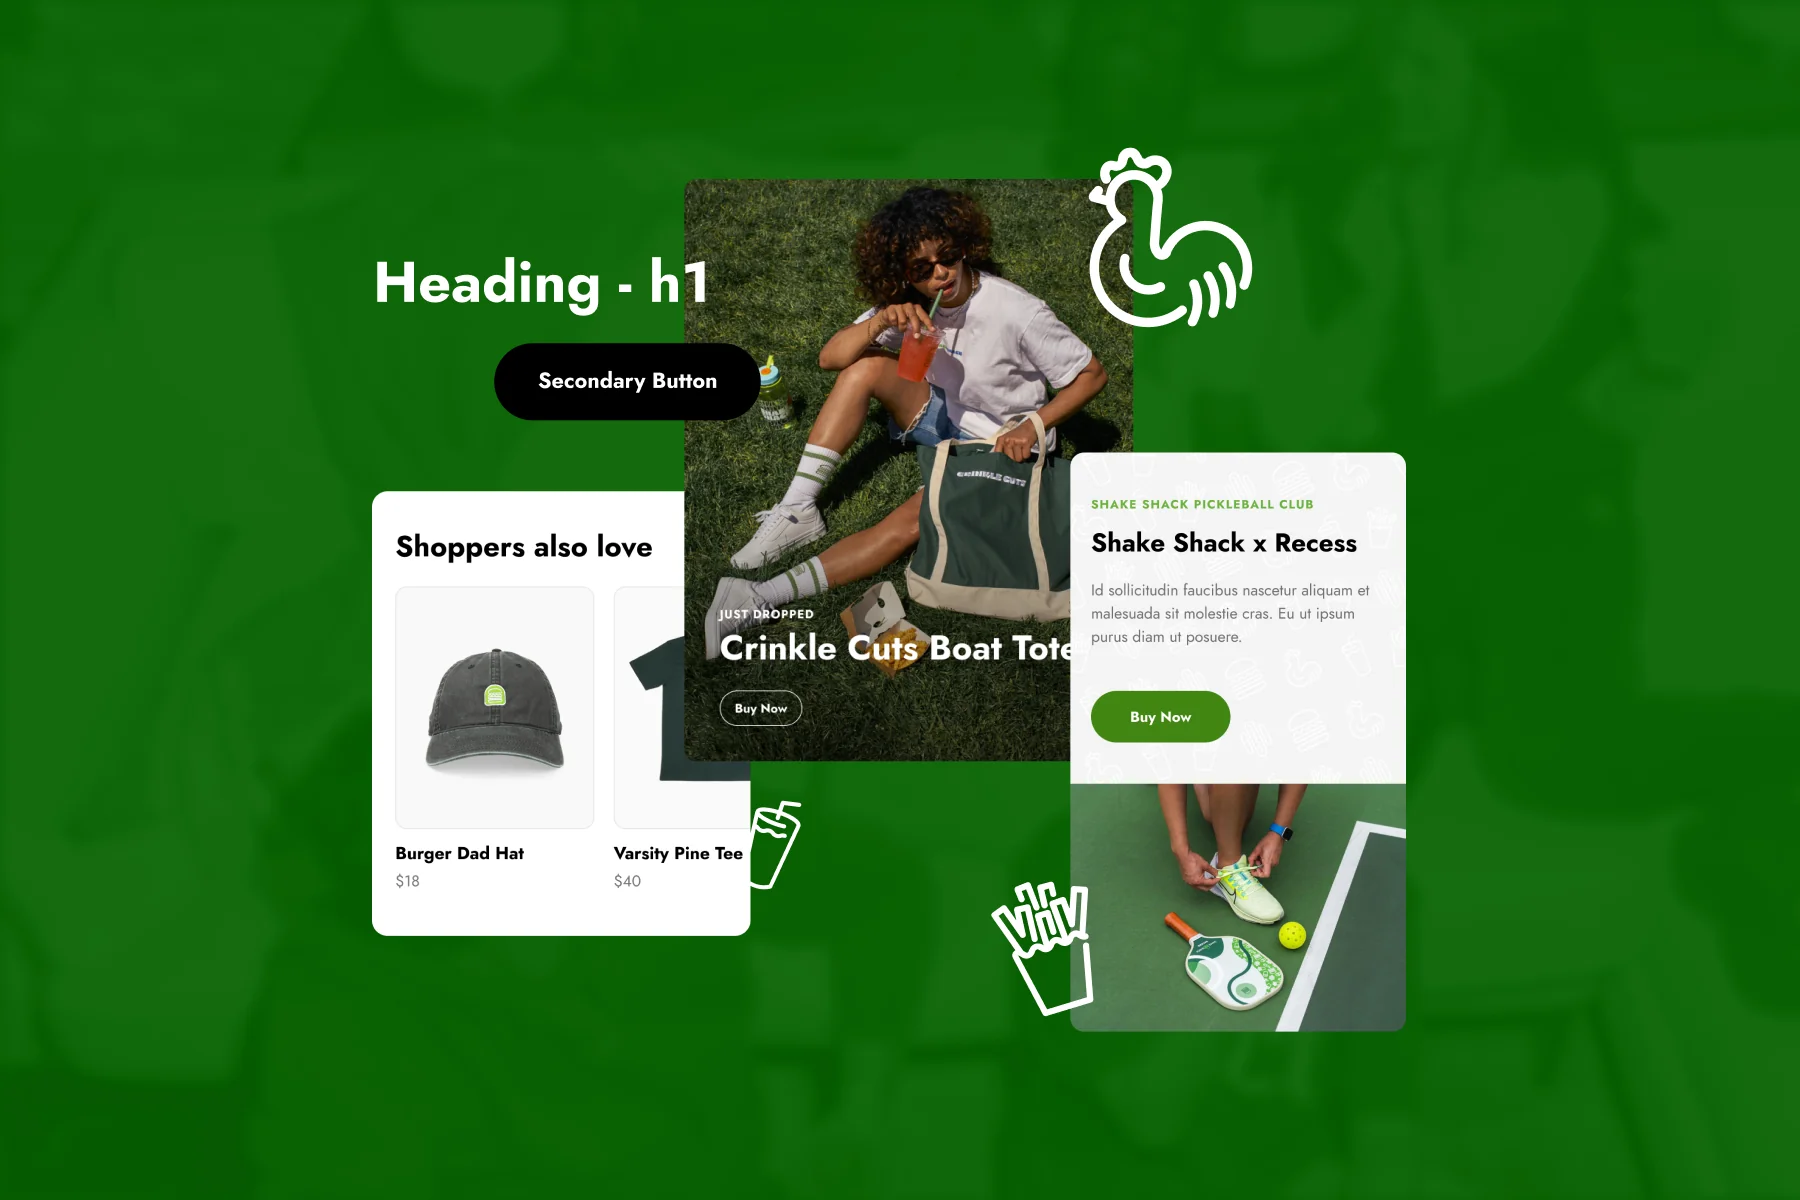 Heading - h1
Secondary Button
Shoppers also love
Burger Dad Hat
$18
Varsity Pine Tee
$40
CRINKLE CUTS
JUST DROPPED
Crinkle Cuts Boat Tote
Buy Now
SHAKE SHACK PICKLEBALL CLUB
Shake Shack x Recess
Id sollicitudin faucibus nascetur aliquam et
malesuada sit molestie cras. Eu ut ipsum
purus diam ut posuere.
Buy Now